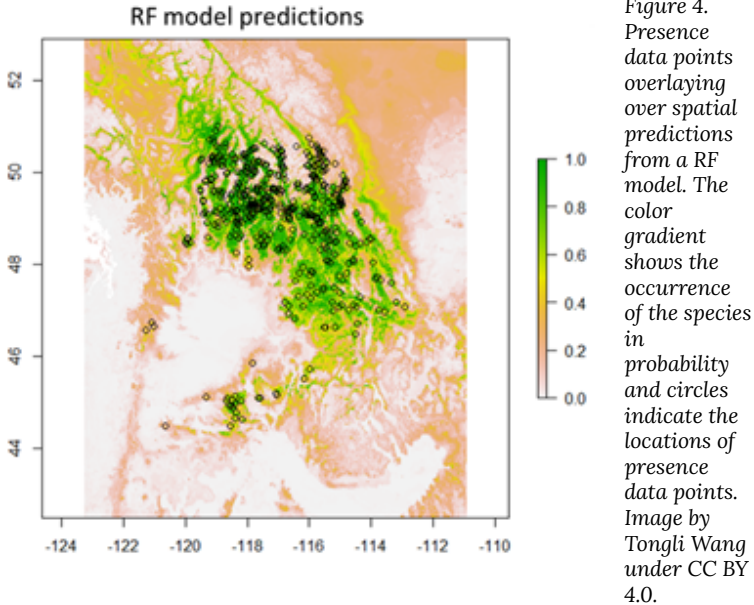 RF model predictions
52
50
48
46
44
-124
-122
-120
-118
-116
-114
-112
-110
1.0
0.8
0.6
0.4
0.2
0.0
Figure 4.
Presence
data points
overlaying
over spatial
predictions
from a RF
model. The
color
gradient
shows the
occurrence
of the species
in
probability
and circles
indicate the
locations of
presence
data points.
Image by
Tongli Wang
under CC BY
4.0.